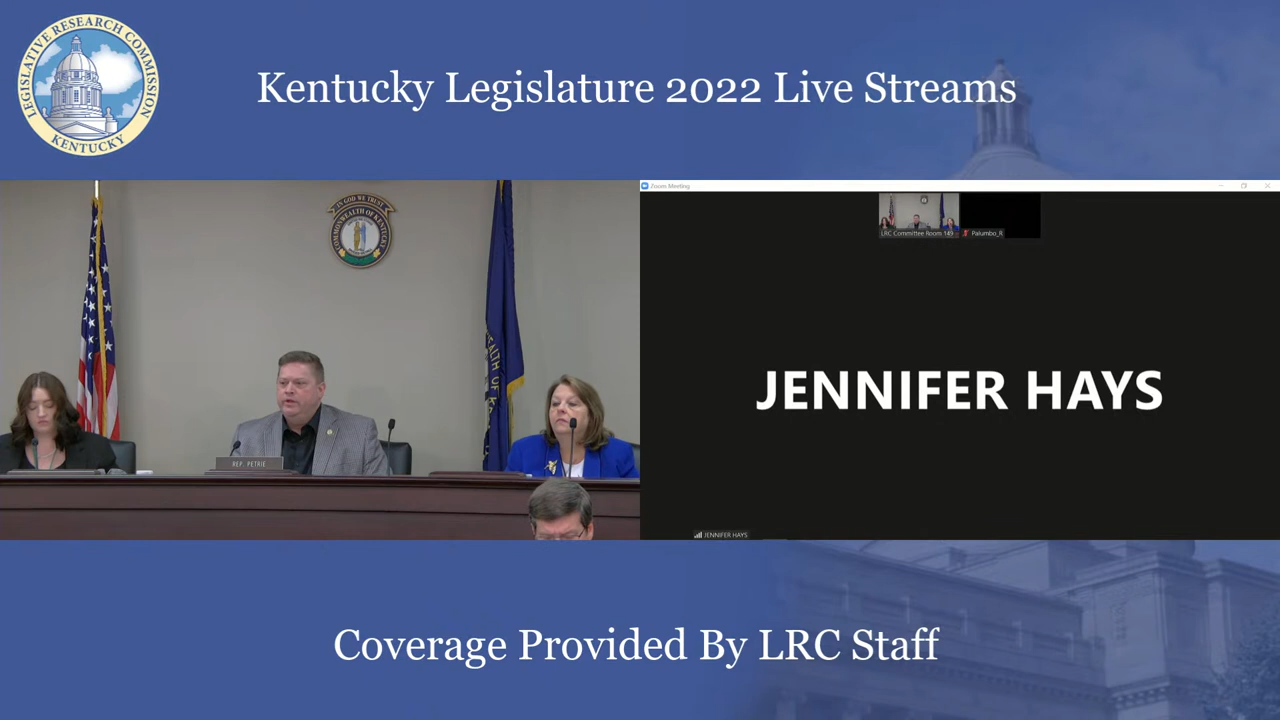 LEGISLATIVE RESEARCH COMMISSION
KENTUCKY
Kentucky Legislature 2022 Live Streams
Zoom Meeting
IN GOD WE TRUST
COMMONWEALTH OF KENTUCKY
LRC Committee Room 149
Palumbo_R
REP. PETRIE
JENNIFER HAYS
JENNIFER HAYS
Coverage Provided By LRC Staff